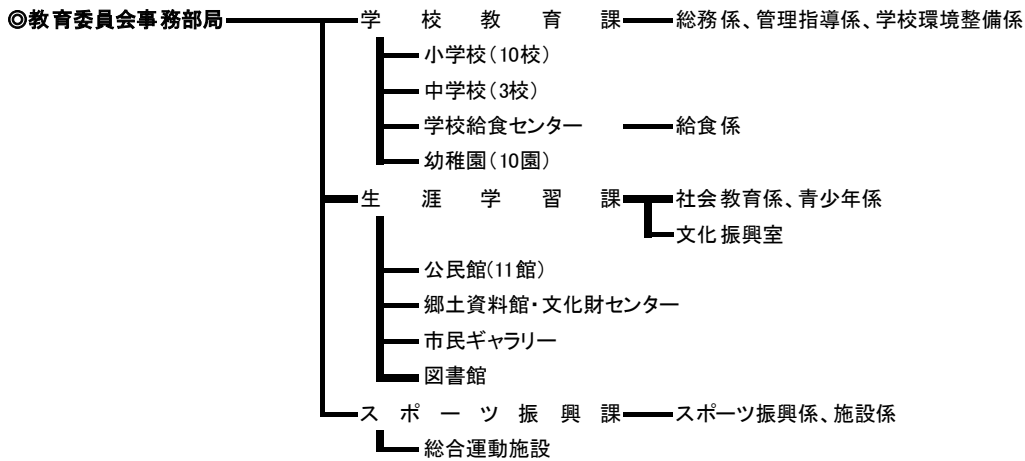 ◎教育委員会事務部局 学校教育課 総務係、管理指導係、学校環境整備係
小学校（10校）
中学校（3校）
学校給食センター 給食係
幼稚園（10園）
生涯学習課 社会教育係、青少年係
文化振興室
公民館(11館）
郷土資料館・文化財センター
市民ギャラリー
図書館
スポーツ振興課 スポーツ振興係、施設係
総合運動施設